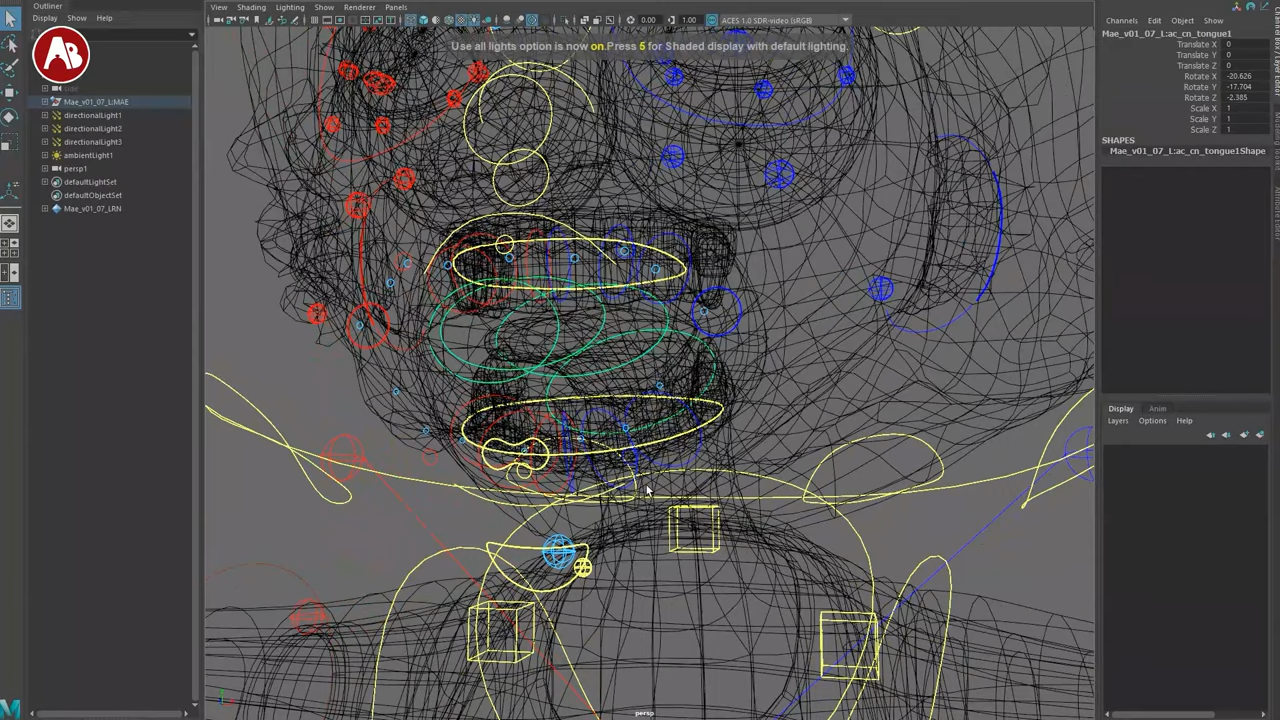 Outliner
Display Show Help
AB
side
Mae_v01_07_L:MAE
directionalLight1
directionalLight2
directionalLight3
ambientLight1
persp1
defaultLightSet
defaultObjectSet
Mae_v01_07_LRN
View Shading Lighting Show Renderer Panels
0.00 1.00 ACES 1.0 SDR-video (sRGB)
Use all lights option is now on.Press 5 for Shaded display with default lighting.
persp
Channels Edit Object Show
Mae_v01_07_L:ac_cn_tongue1
Translate X 0
Translate Y 0
Translate Z 0
Rotate X -20.626
Rotate Y -17.704
Rotate Z -2.385
Scale X 1
Scale Y 1
Scale Z 1
SHAPES
Mae_v01_07_L:ac_cn_tongue1Shape
Display Anim
Layers Options Help